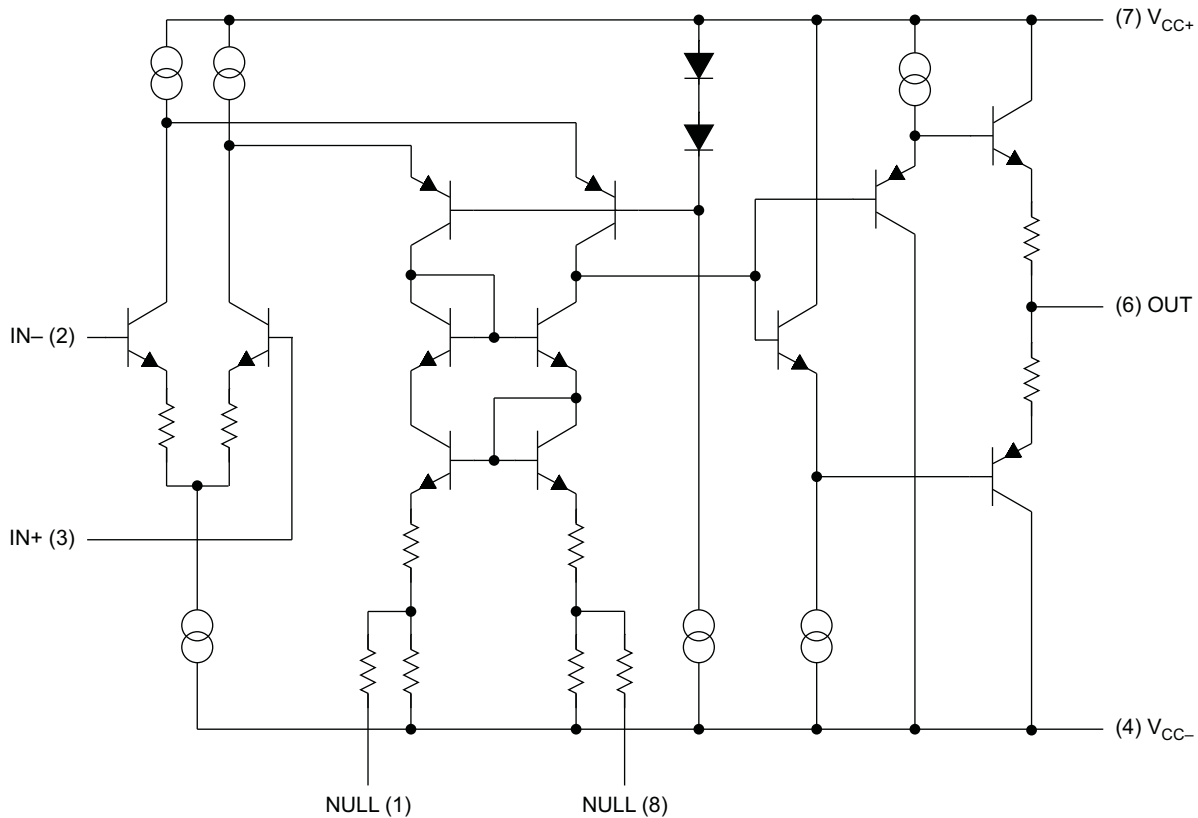 (7) VCC+
IN– (2)
(6) OUT
IN+ (3)
(4) VCC–
NULL (1)
NULL (8)